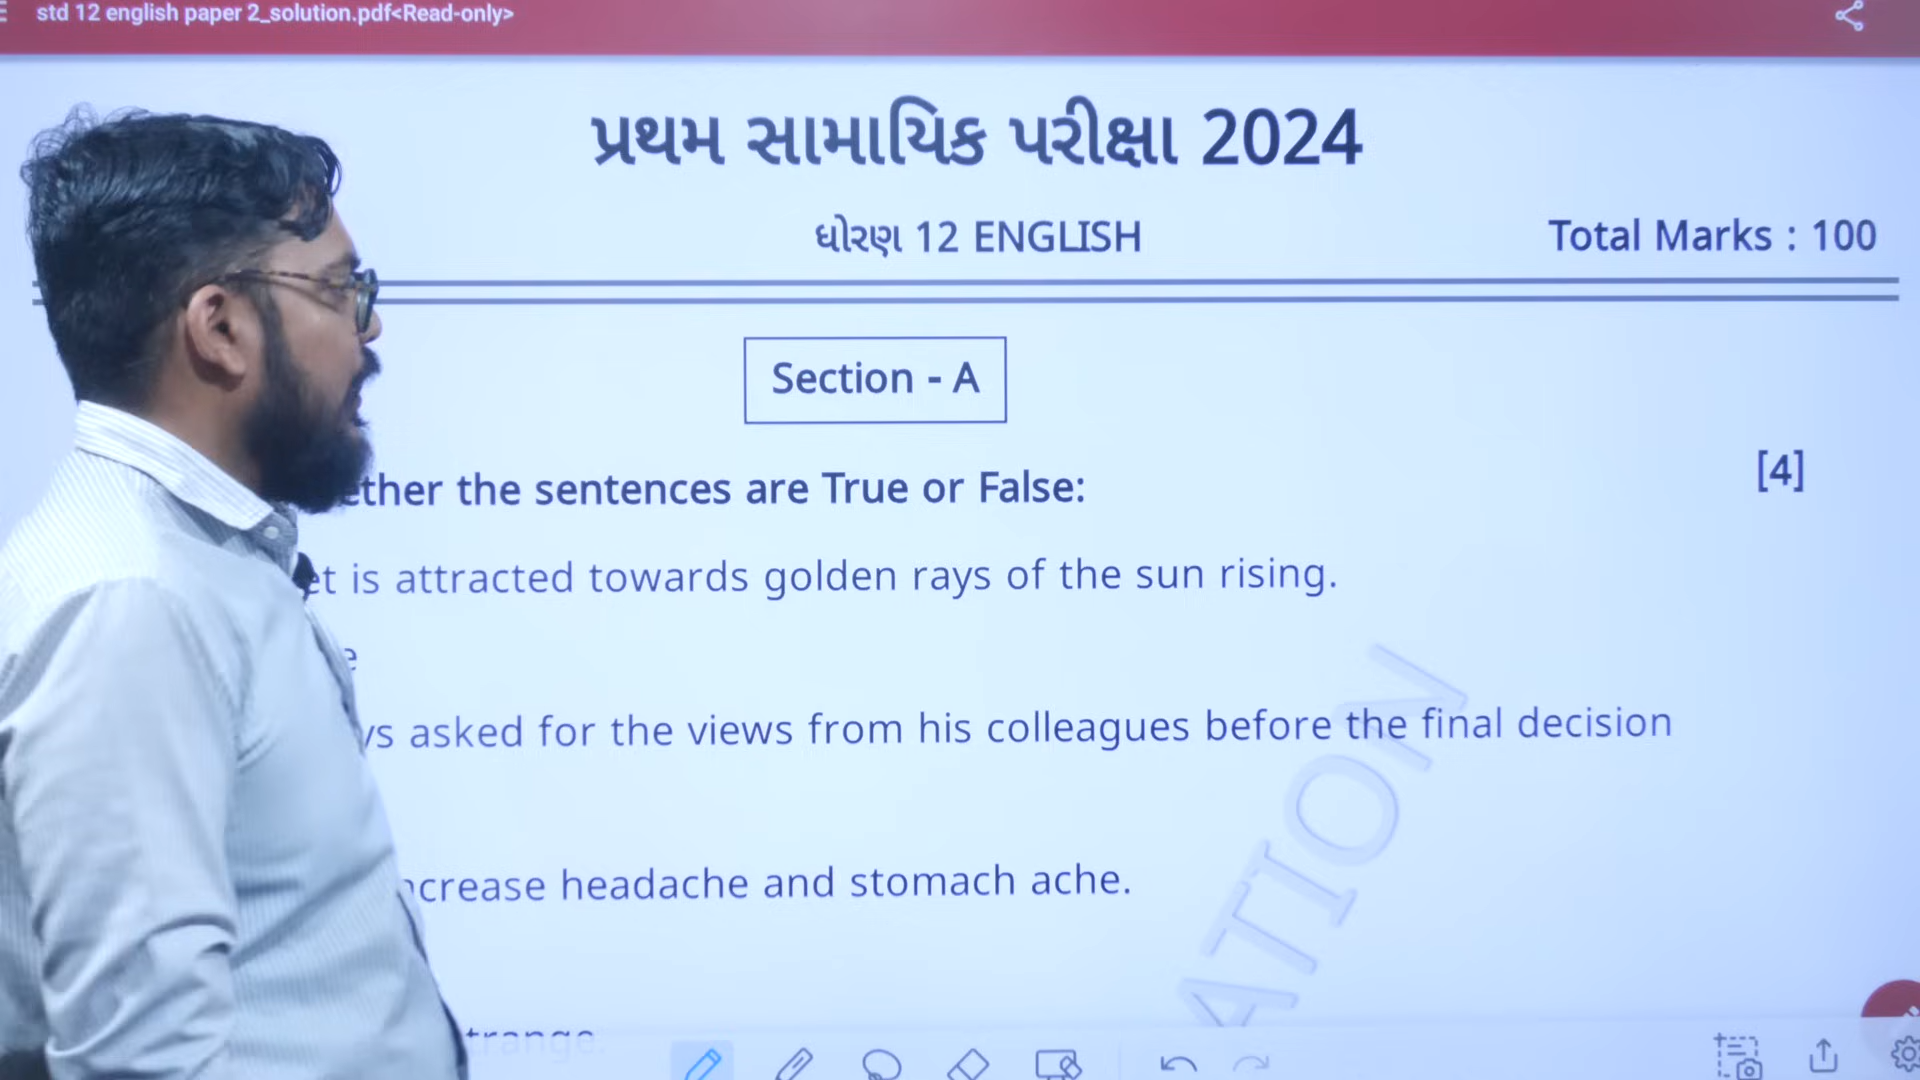 std 12 english paper 2_solution.pdf<Read-only>
પ્રથમ સામાયિક પરીક્ષા 2024
ધોરણ 12 ENGLISH
Total Marks : 100
Section - A
the sentences are True or False:
[4]
is attracted towards golden rays of the sun rising.
asked for the views from his colleagues before the final decision
headache and stomach ache.
ATION